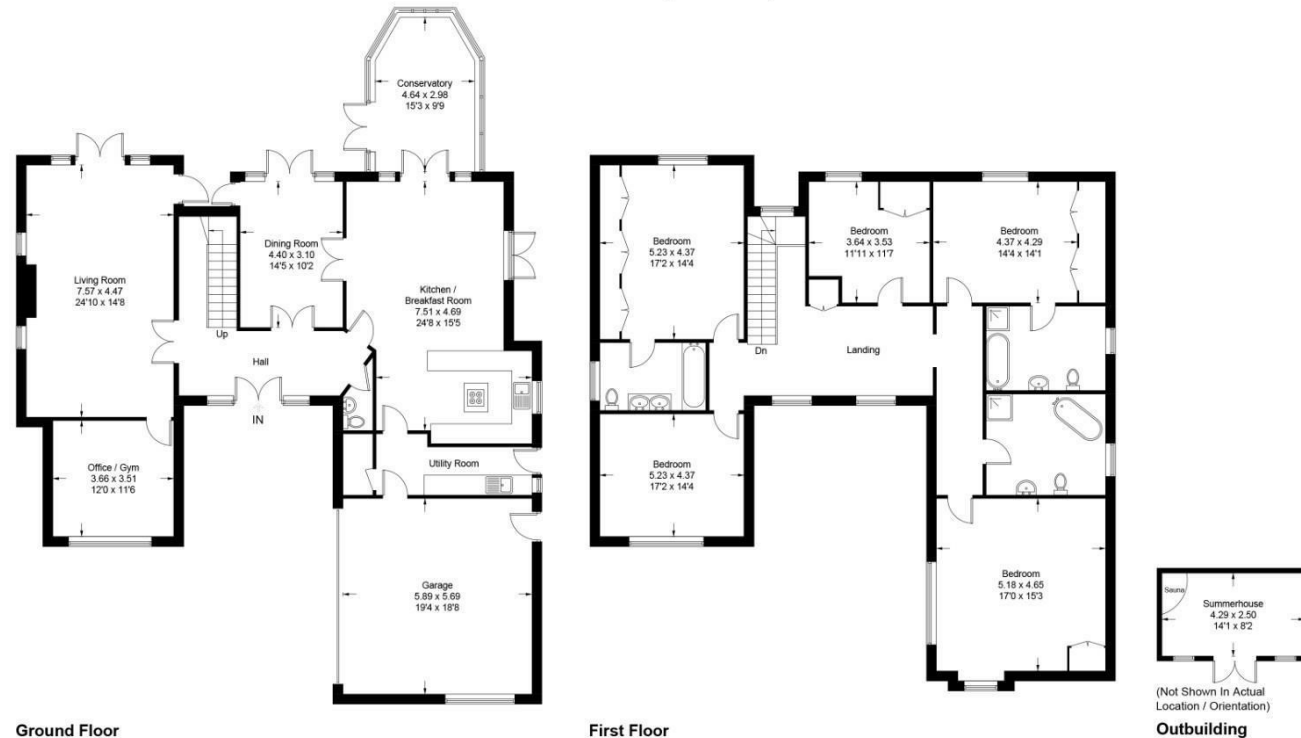 Conservatory
4.64 x 2.98
15'3 x 9'9
Living Room
7.57 x 4.47
24'10 x 14'8
Dining Room
4.40 x 3.10
14'5 x 10'2
Kitchen /
Breakfast Room
7.51 x 4.69
24'8 x 15'5
Up
Hall
IN
Office / Gym
3.66 x 3.51
12'0 x 11'6
Utility Room
Garage
5.89 x 5.69
19'4 x 18'8
Ground Floor
Bedroom
5.23 x 4.37
17'2 x 14'4
Bedroom
3.64 x 3.53
11'11 x 11'7
Bedroom
4.37 x 4.29
14'4 x 14'1
Dn
Landing
Bedroom
5.23 x 4.37
17'2 x 14'4
Bedroom
5.18 x 4.65
17'0 x 15'3
First Floor
Sauna
Summerhouse
4.29 x 2.50
14'1 x 8'2
(Not Shown In Actual
Location / Orientation)
Outbuilding